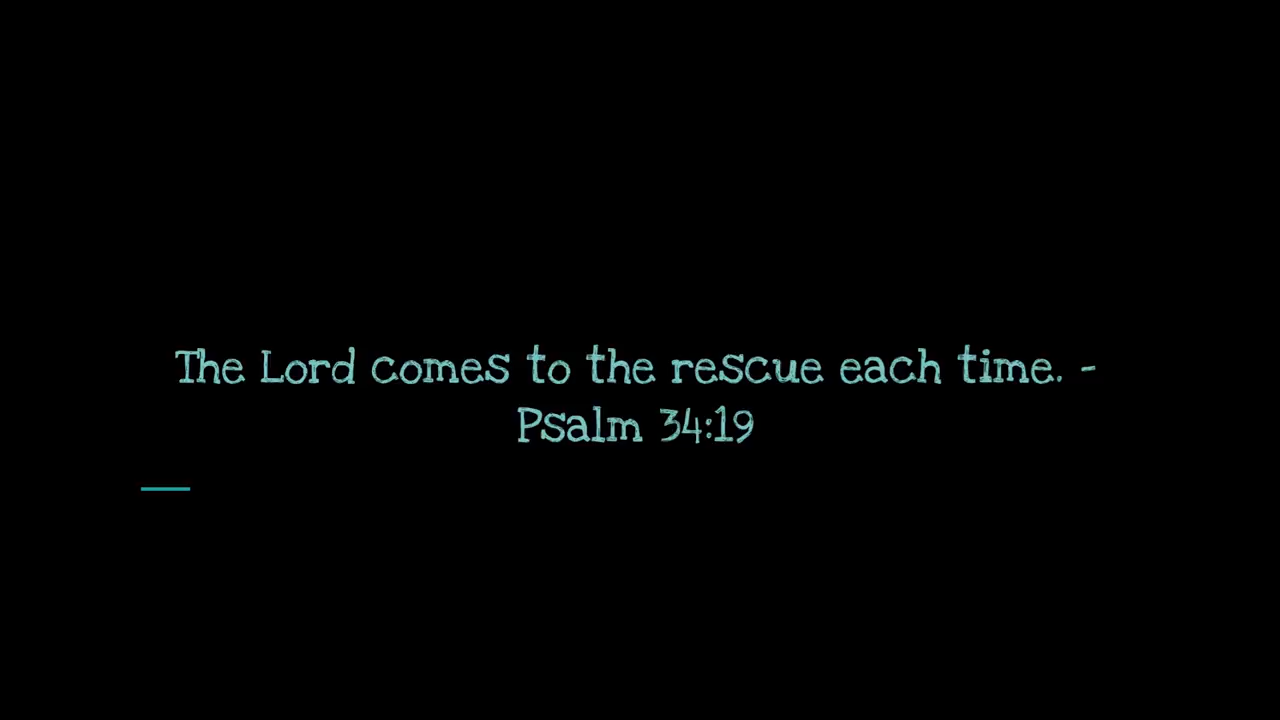 The Lord comes to the rescue each time. -
Psalm 34:19